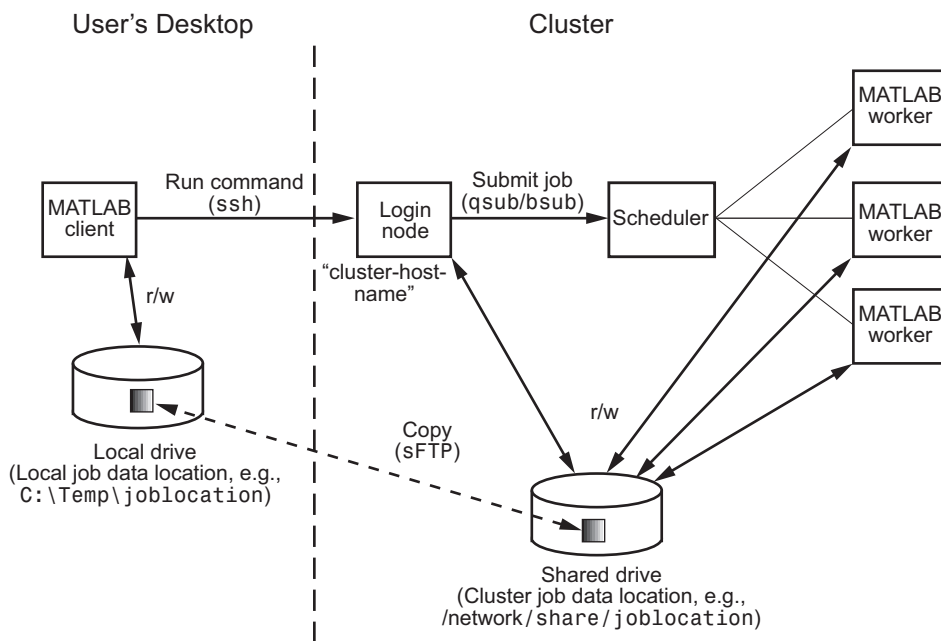 User's Desktop
Cluster
MATLAB
worker
Run command
(ssh)
Submit job
(qsub/bsub)
MATLAB
client
Login
node
Scheduler
MATLAB
worker
"cluster-host-
name"
r/w
MATLAB
worker
r/w
Copy
(sFTP)
Local drive
(Local job data location, e.g.,
C:\Temp\joblocation)
Shared drive
(Cluster job data location, e.g.,
/network/share/joblocation)